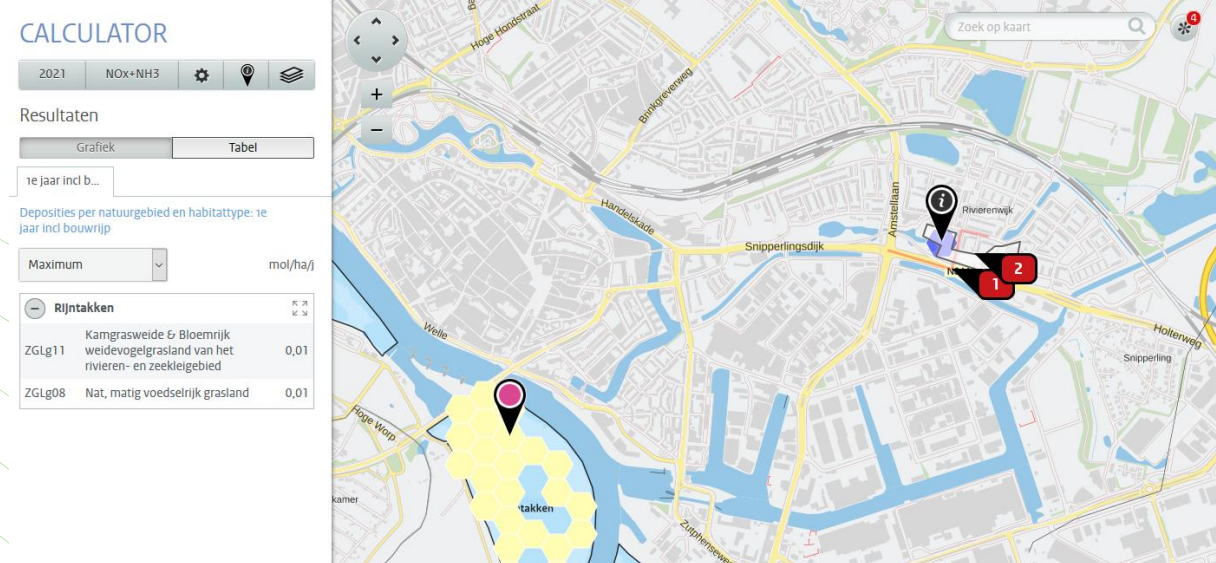 CALCULATOR
2021
NOx+NH3
Resultaten
Grafiek
Tabel
1e jaar incl b...
Deposities per natuurgebied en habitattype: 1e
jaar incl bouwrijp
Maximum
mol/ha/j
Rijntakken
ZGLg11
Kamgrasweide & Bloemrijk
weidevogelgrasland van het
rivieren- en zeekleigebied
0,01
ZGLg08
Nat, matig voedselrijk grasland
0,01
Zoek op kaart
4
Hoge Hondstraat
Brinkgreverweg
Handelskade
Amstellaan
Rivierenwijk
Snipperlingsdijk
2
1
Holterweg
Snipperling
Welle
Hoge Worp
kamer
takken